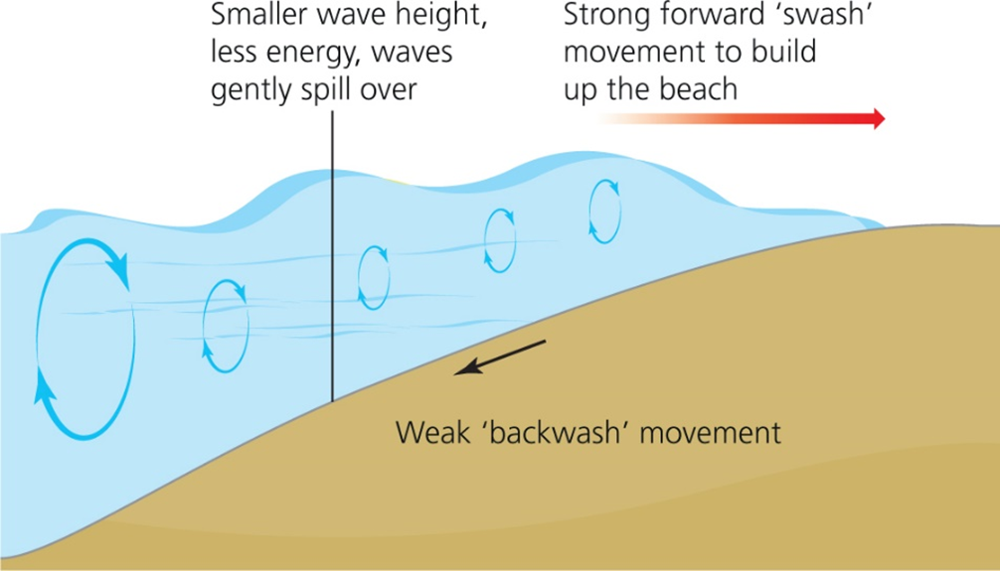 Smaller wave height,
less energy, waves
gently spill over
Strong forward ‘swash’
movement to build
up the beach
Weak ‘backwash’ movement